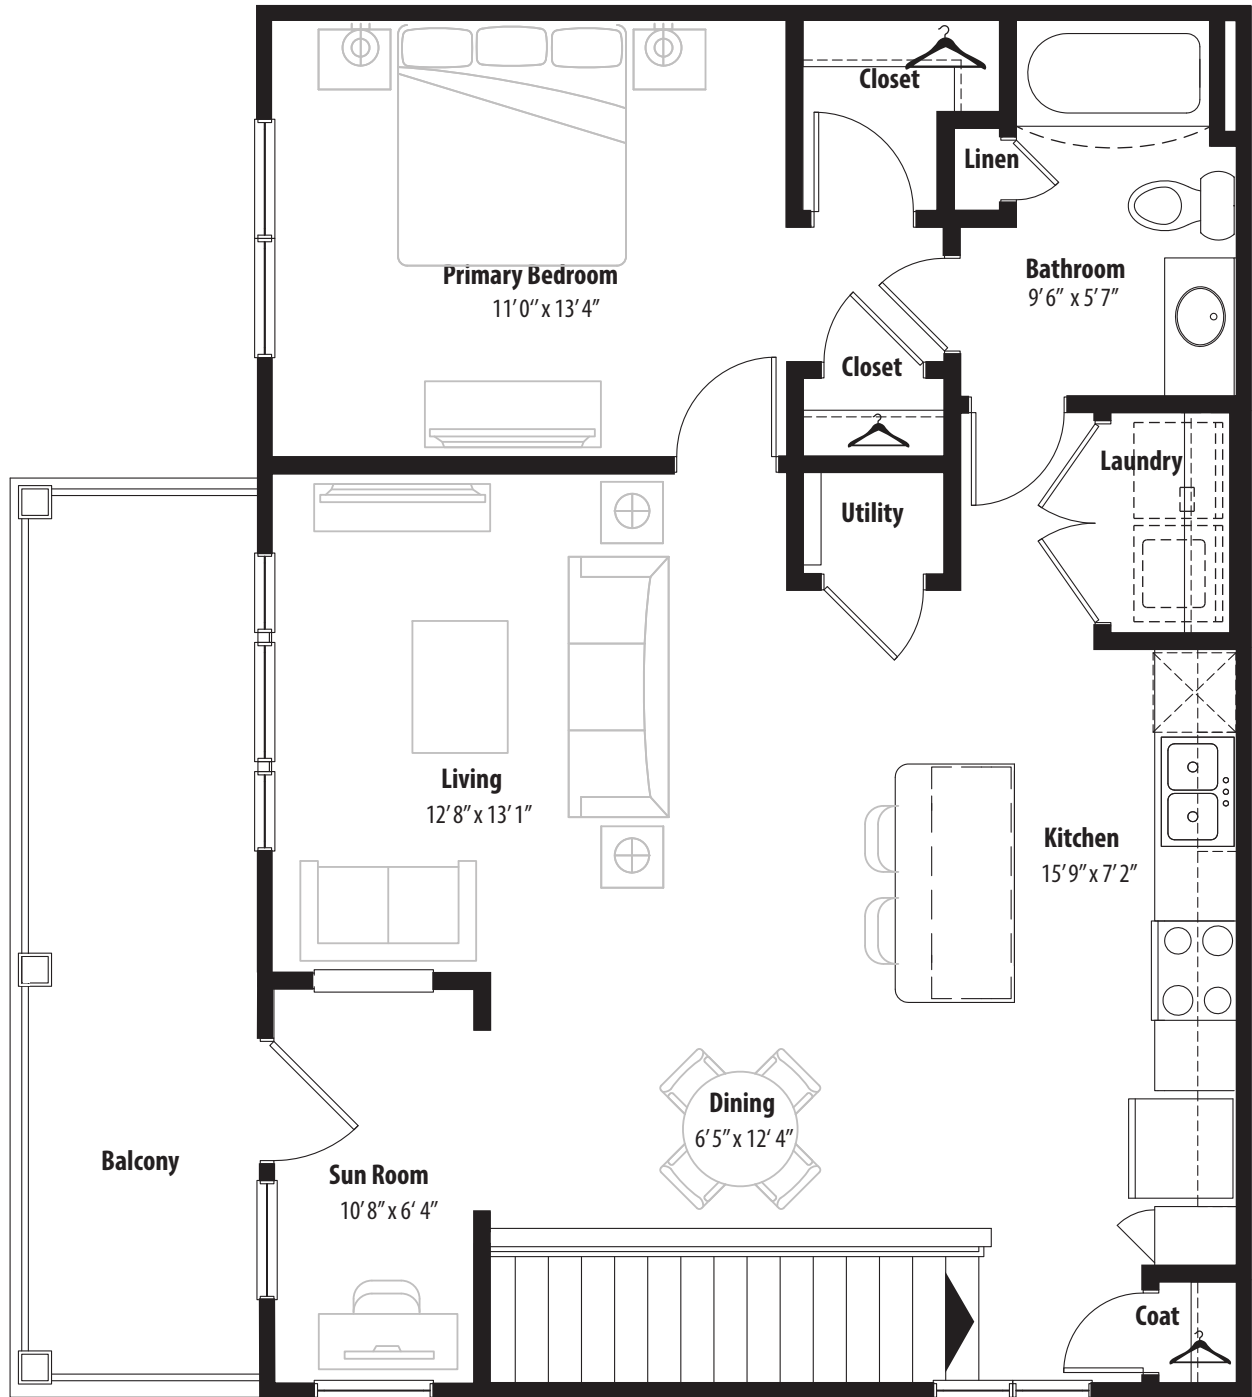 Closet
Linen
Primary Bedroom
11’0” x 13’4”
Bathroom
9’6” x 5’7”
Closet
Laundry
Utility
Living
12’8” x 13’1”
Kitchen
15’9” x 7’2”
Dining
6’5” x 12‘ 4”
Balcony
Sun Room
10’8” x 6‘ 4”
Coat